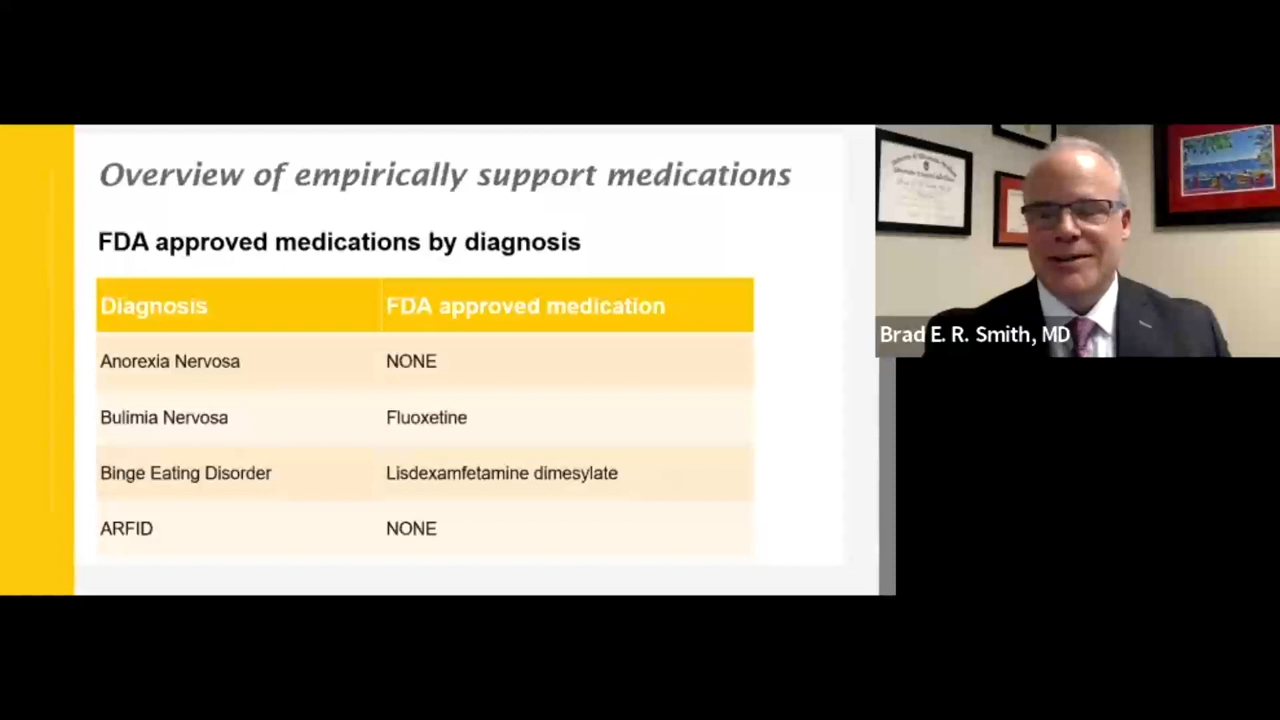 Overview of empirically support medications
FDA approved medications by diagnosis
Diagnosis FDA approved medication
Anorexia Nervosa NONE
Bulimia Nervosa Fluoxetine
Binge Eating Disorder Lisdexamfetamine dimesylate
ARFID NONE
Brad E. R. Smith, MD